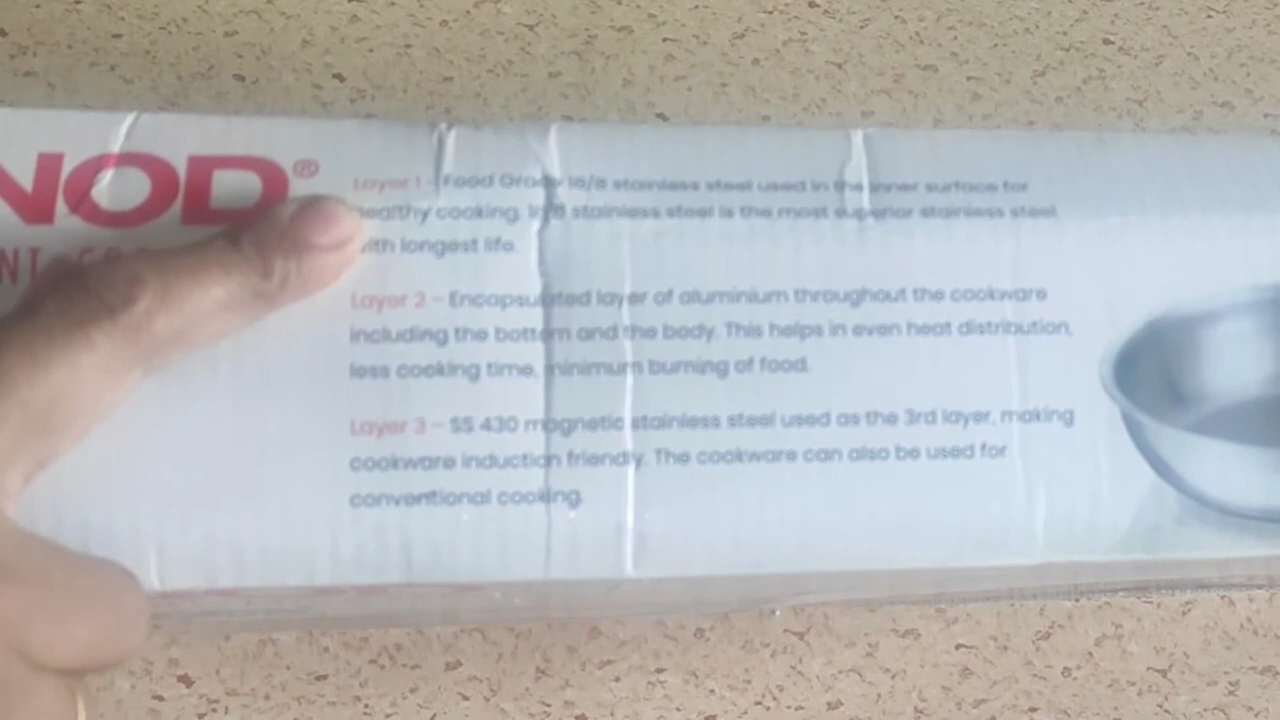 NOD®
Layer 1 - Food Grade 18/8 stainless steel used in the inner surface for
healthy cooking. 18/8 stainless steel is the most superior stainless steel
with longest life.
Layer 2 - Encapsulated layer of aluminium throughout the cookware
including the bottom and the body. This helps in even heat distribution,
less cooking time, minimum burning of food.
Layer 3 - SS 430 magnetic stainless steel used as the 3rd layer, making
cookware induction friendly. The cookware can also be used for
conventional cooking.